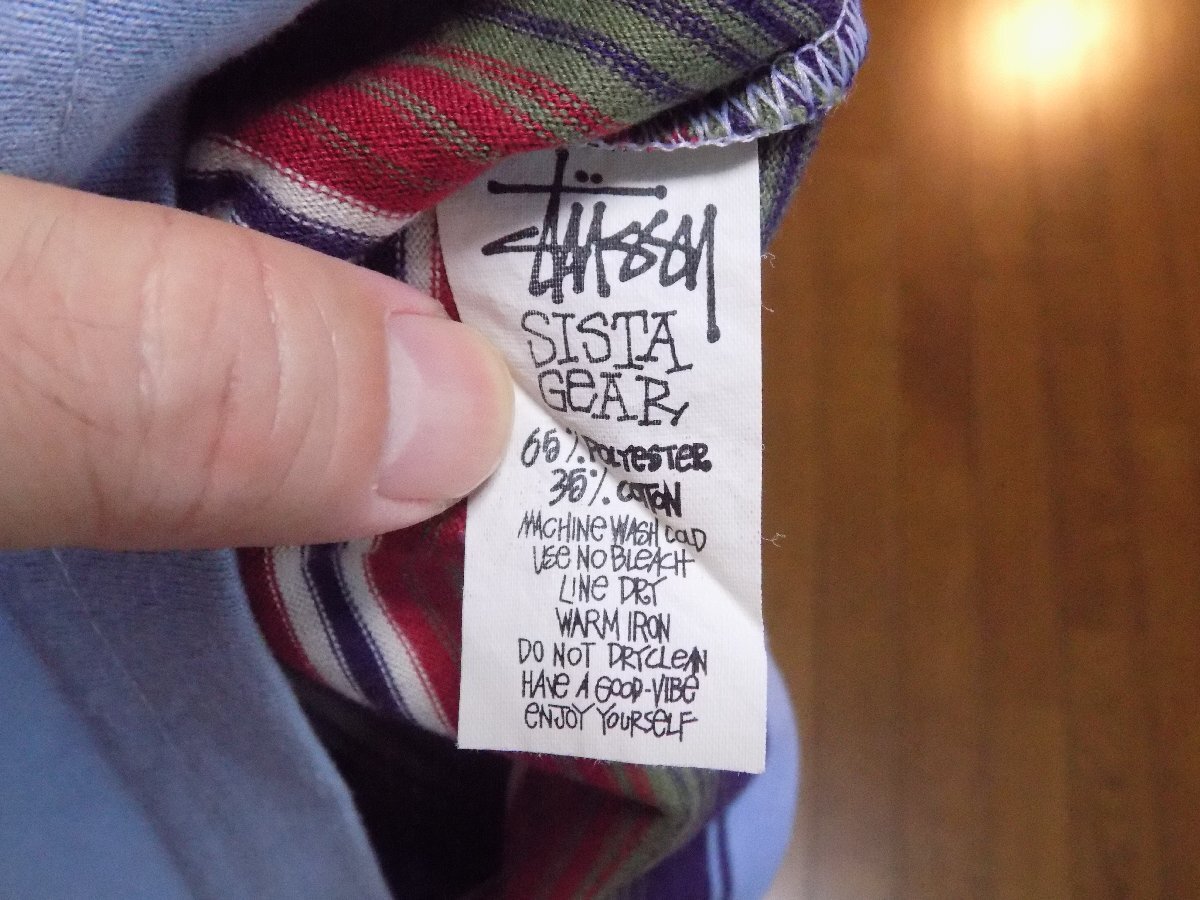 Stüssy
SISTA
GEAR
65% POLYESTER
35% COTTON
MACHINE WASH COLD
USE NO BLEACH
LINE DRY
WARM IRON
DO NOT DRYCLEAN
HAVE A GOOD-VIBE
ENJOY YOURSELF